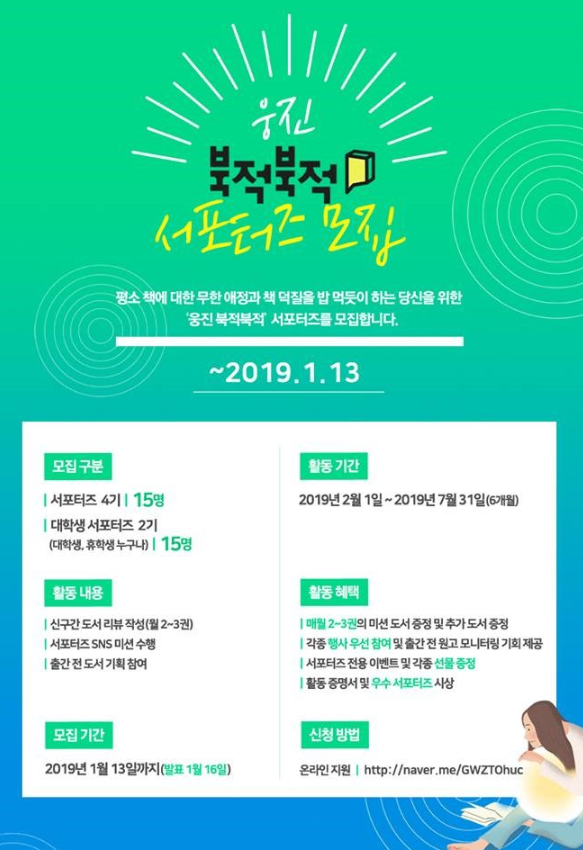 웅진
북적북적
서포터즈 모집
평소 책에 대한 무한 애정과 책 덕질을 밥 먹듯이 하는 당신을 위한
'웅진 북적북적' 서포터즈를 모집합니다.
~2019.1.13
모집 구분
서포터즈 4기 | 15명
대학생 서포터즈 2기
(대학생, 휴학생 누구나) | 15명
활동 기간
2019년 2월 1일 ~ 2019년 7월 31일(6개월)
활동 내용
신구간 도서 리뷰 작성(월 2~3권)
서포터즈 SNS 미션 수행
출간 전 도서 기획 참여
활동 혜택
매월 2~3권의 미션 도서 증정 및 추가 도서 증정
각종 행사 우선 참여 및 출간 전 원고 모니터링 기회 제공
서포터즈 전용 이벤트 및 각종 선물 증정
활동 증명서 및 우수 서포터즈 시상
모집 기간
2019년 1월 13일까지(발표 1월 16일)
신청 방법
온라인 지원 | http://naver.me/GWZTOhuc